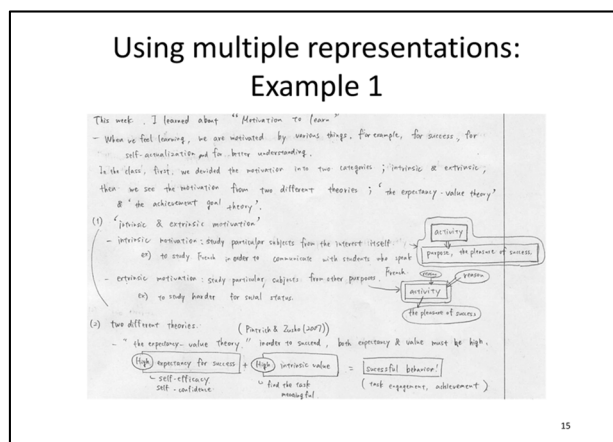 Using multiple representations:
Example 1
This week, I learned about "Motivation to learn"
- When we feel learning, we are motivated by various things, for example, for success, for
self-actualization and for better understanding.
In the class, first, we decided the motivation into two categories ; intrinsic & extrinsic,
then we see the motivation from two different theories ; 'the expectancy-value theory'
& 'the achievement goal theory'.
(1) 'intrinsic & extrinsic motivation'
- intrinsic motivation : study particular subjects from the interest itself
ex) to study French in order to communicate with students who speak
French.
- extrinsic motivation : study particular subjects from other purposes.
ex) to study harder for social status.
activity
purpose, the pleasure of success
reason
activity
the pleasure of success
(2) two different theories. (Pintrich & Zusho (2007))
- "the expectancy-value theory." in order to succeed, both expectancy & value must be high.
High expectancy for success + High intrinsic value = sucessful behavior!
self-efficacy
self-confidence
find the task
meaningful
(task engagement, achievement)
15